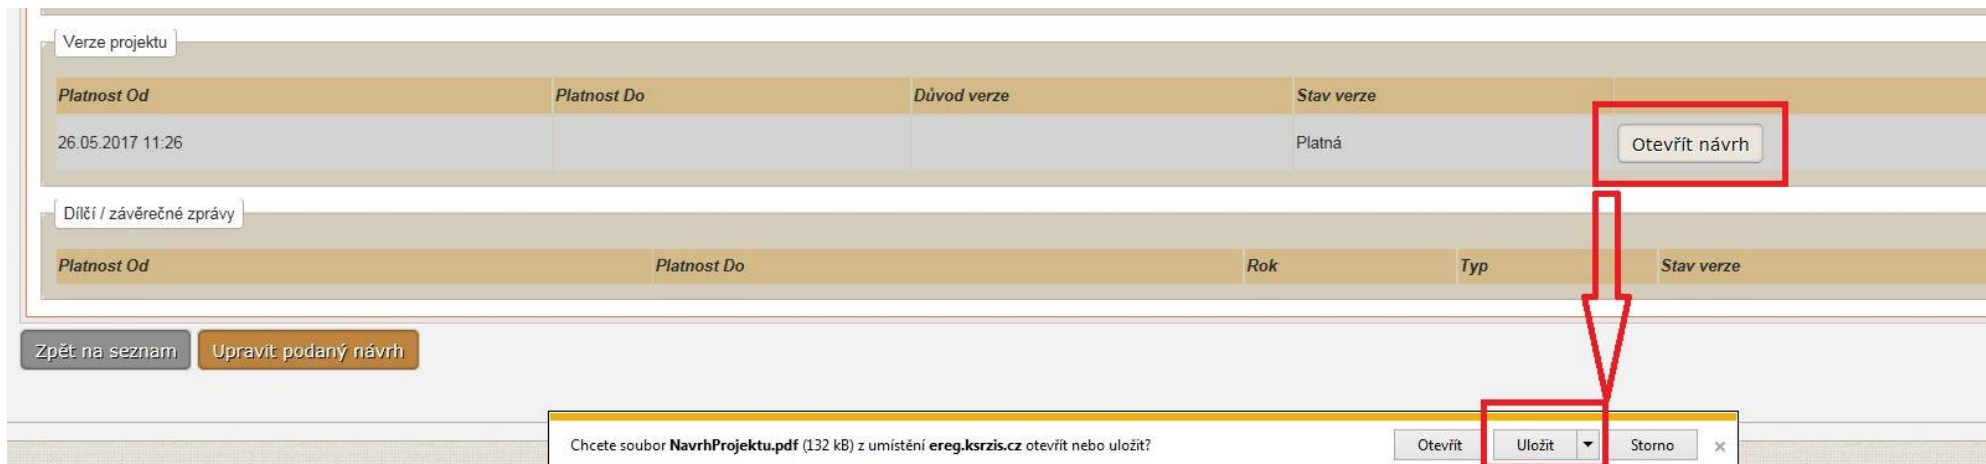 Verze projektu
Platnost Od Platnost Do Důvod verze Stav verze
26.05.2017 11:26 Platná Otevřít návrh
Dílčí / závěrečné zprávy
Platnost Od Platnost Do Rok Typ Stav verze
Zpět na seznam Upravit podaný návrh
Chcete soubor NavrhProjektu.pdf (132 kB) z umístění ereg.ksrzis.cz otevřít nebo uložit? Otevřít Uložit Storno